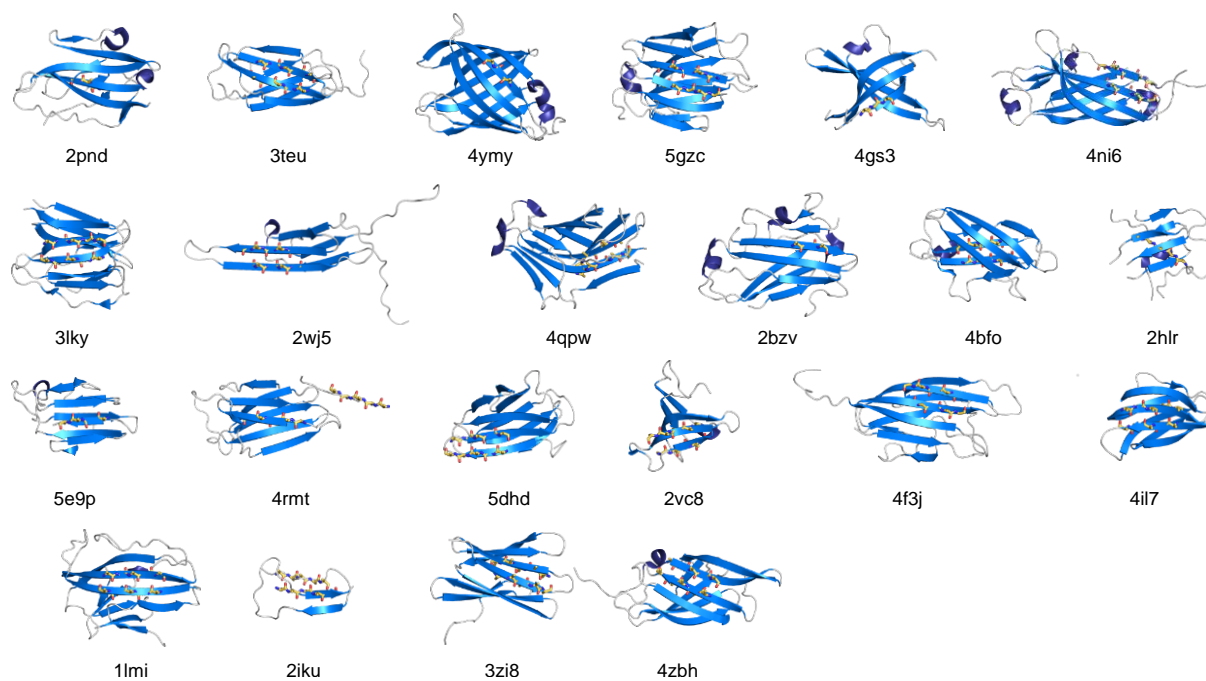 2pnd 3teu 4ymy 5gzc 4gs3 4ni6
3lky 2wj5 4qpw 2bzv 4bfo 2hlr
5e9p 4rmt 5dhd 2vc8 4f3j 4il7
1lmi 2iku 3zi8 4zbh